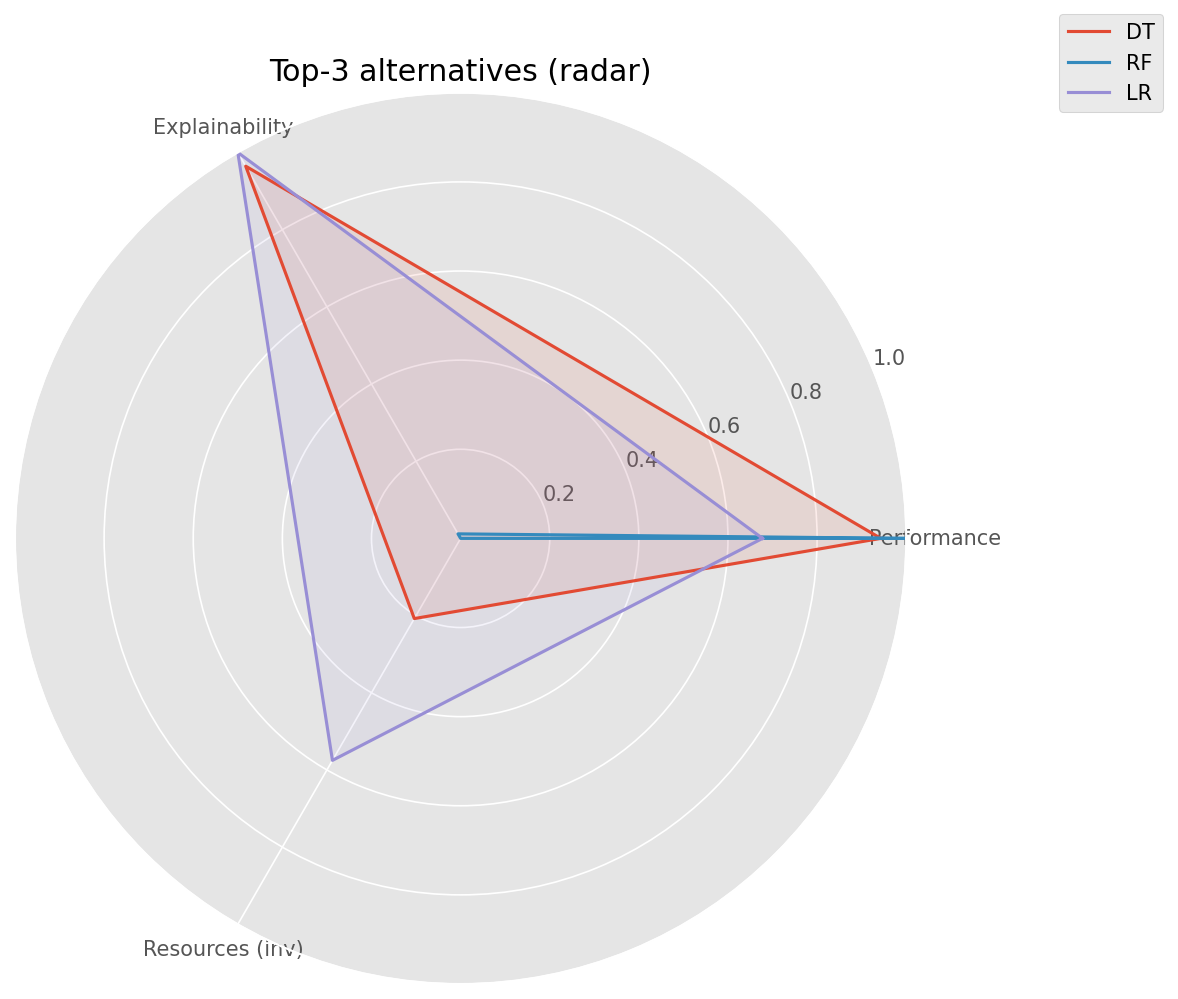 DT
RF
LR
Top-3 alternatives (radar)
Explainability
1.0
0.8
0.6
0.4
0.2
Performance
Resources (inv)